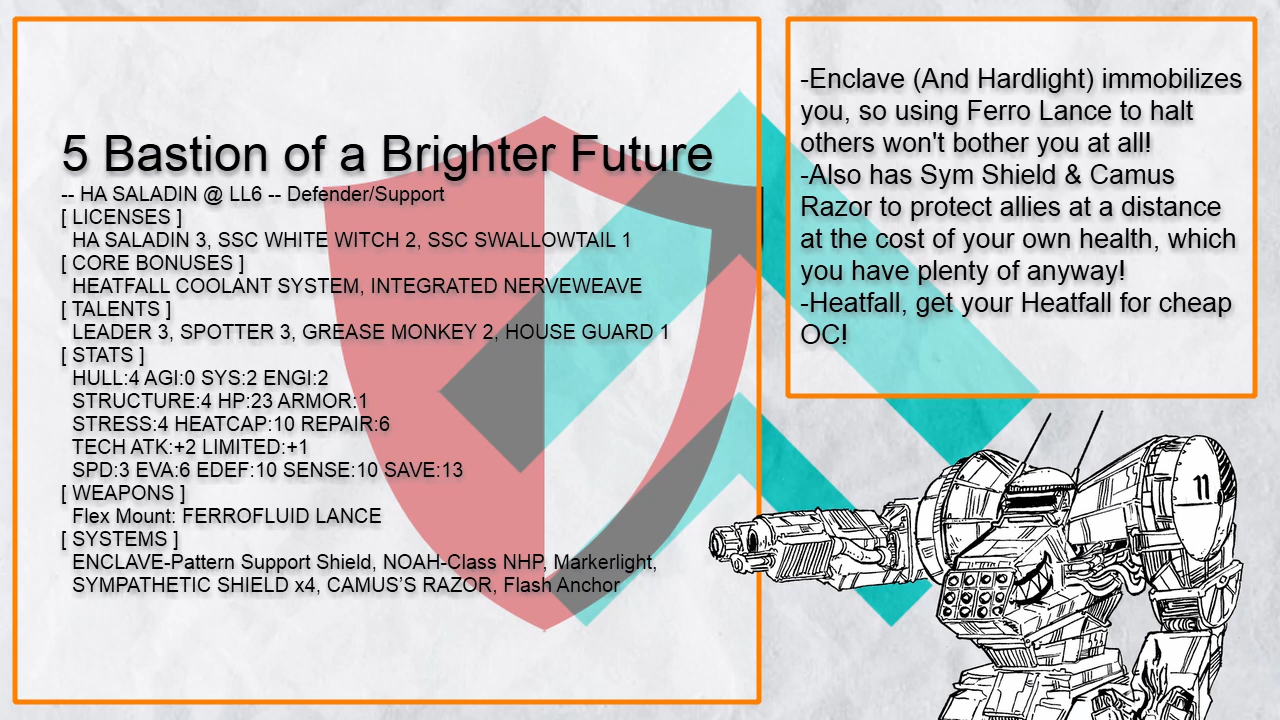 5 Bastion of a Brighter Future
-- HA SALADIN @ LL6 -- Defender/Support
[ LICENSES ]
HA SALADIN 3, SSC WHITE WITCH 2, SSC SWALLOWTAIL 1
[ CORE BONUSES ]
HEATFALL COOLANT SYSTEM, INTEGRATED NERVEWEAVE
[ TALENTS ]
LEADER 3, SPOTTER 3, GREASE MONKEY 2, HOUSE GUARD 1
[ STATS ]
HULL:4 AGI:0 SYS:2 ENGI:2
STRUCTURE:4 HP:23 ARMOR:1
STRESS:4 HEATCAP:10 REPAIR:6
TECH ATK:+2 LIMITED:+1
SPD:3 EVA:6 EDEF:10 SENSE:10 SAVE:13
[ WEAPONS ]
Flex Mount: FERROFLUID LANCE
[ SYSTEMS ]
ENCLAVE-Pattern Support Shield, NOAH-Class NHP, Markerlight,
SYMPATHETIC SHIELD x4, CAMUS’S RAZOR, Flash Anchor
-Enclave (And Hardlight) immobilizes
you, so using Ferro Lance to halt
others won't bother you at all!
-Also has Sym Shield & Camus
Razor to protect allies at a distance
at the cost of your own health, which
you have plenty of anyway!
-Heatfall, get your Heatfall for cheap
OC!
11